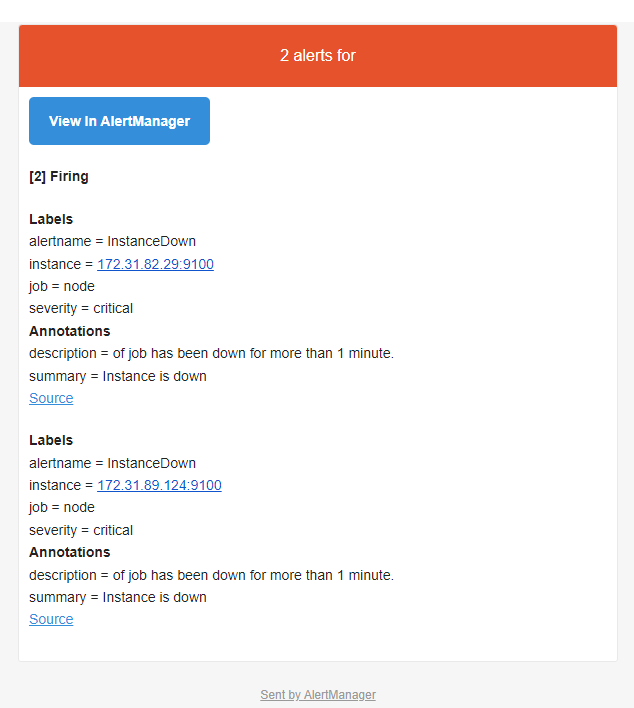 2 alerts for
View In AlertManager
[2] Firing
Labels
alertname = InstanceDown
instance = 172.31.82.29:9100
job = node
severity = critical
Annotations
description = of job has been down for more than 1 minute.
summary = Instance is down
Source
Labels
alertname = InstanceDown
instance = 172.31.89.124:9100
job = node
severity = critical
Annotations
description = of job has been down for more than 1 minute.
summary = Instance is down
Source
Sent by AlertManager